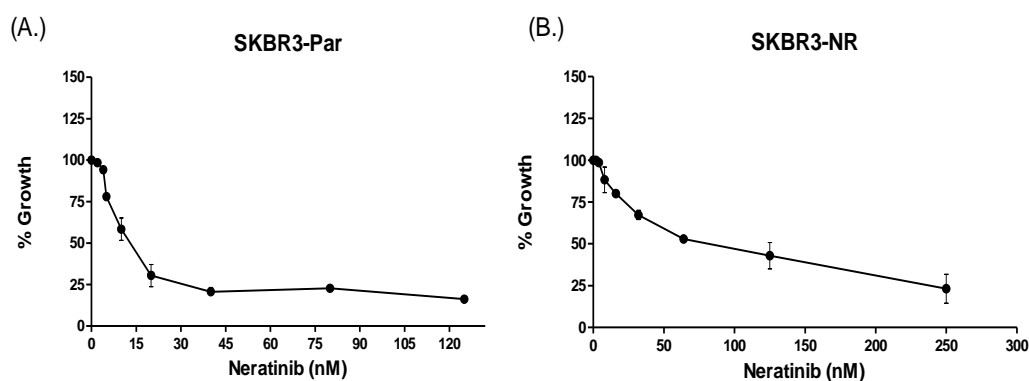 (A.)
SKBR3-Par
150
125
100
75
50
25
0
% Growth
0 15 30 45 60 75 90 105 120
Neratinib (nM)
(B.)
SKBR3-NR
150
125
100
75
50
25
0
% Growth
0 50 100 150 200 250 300
Neratinib (nM)